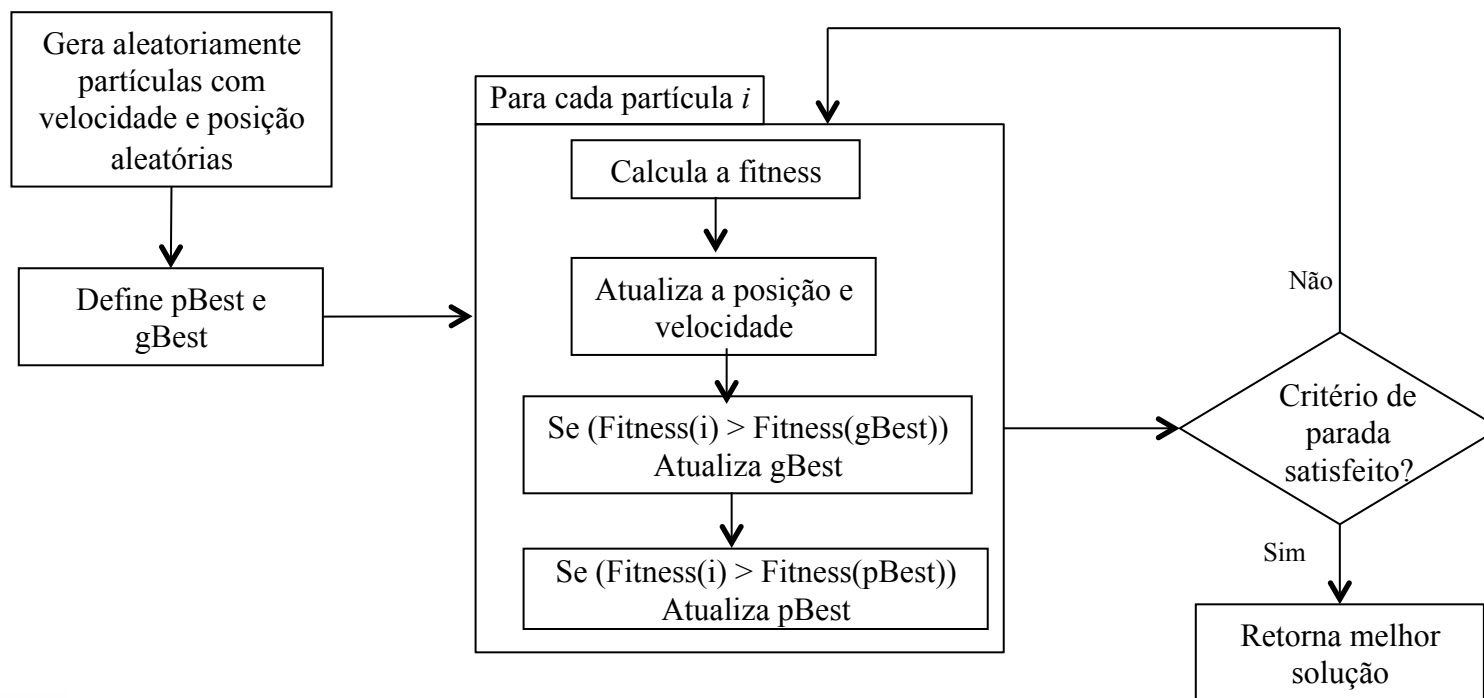 Gera aleatoriamente
partículas com
velocidade e posição
aleatórias
Define pBest e
gBest
Para cada partícula i
Calcula a fitness
Atualiza a posição e
velocidade
Se (Fitness(i) > Fitness(gBest))
Atualiza gBest
Se (Fitness(i) > Fitness(pBest))
Atualiza pBest
Critério de
parada
satisfeito?
Não
Sim
Retorna melhor
solução